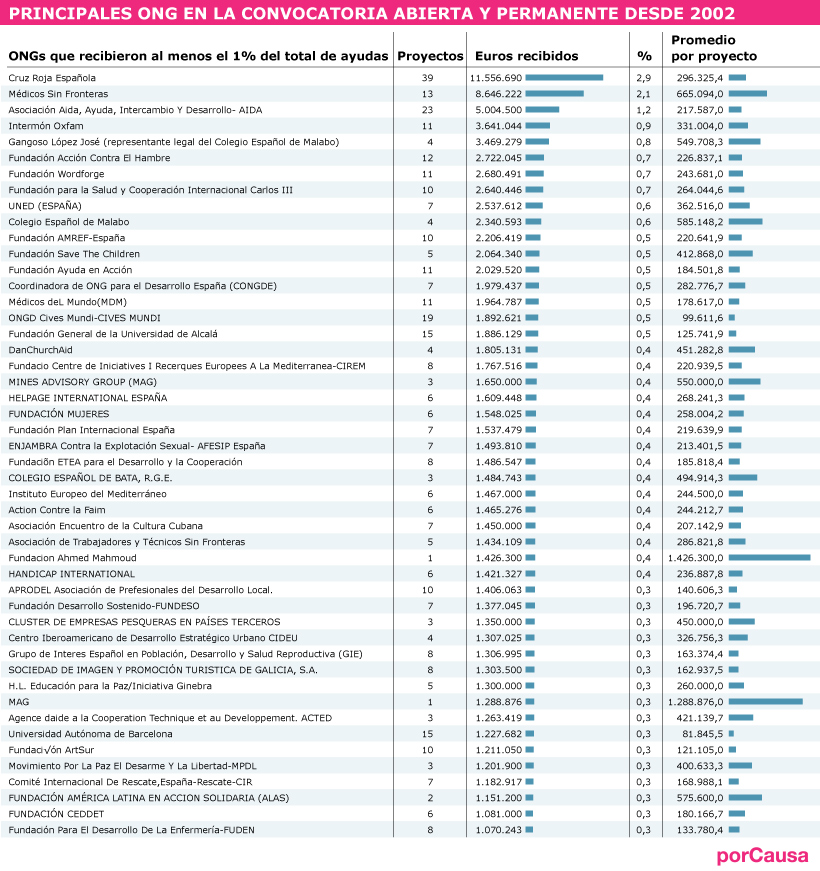 PRINCIPALES ONG EN LA CONVOCATORIA ABIERTA Y PERMANENTE DESDE 2002
ONGs que recibieron al menos el 1% del total de ayudas Proyectos Euros recibidos % Promedio por proyecto
Cruz Roja Española 39 11.556.690 2,9 296.325,4
Médicos Sin Fronteras 13 8.646.222 2,1 665.094,0
Asociación Aida, Ayuda, Intercambio Y Desarrollo- AIDA 23 5.004.500 1,2 217.587,0
Intermón Oxfam 11 3.641.044 0,9 331.004,0
Gangoso López José (representante legal del Colegio Español de Malabo) 4 3.469.279 0,8 549.708,3
Fundación Acción Contra El Hambre 12 2.722.045 0,7 226.837,1
Fundación Wordforge 11 2.680.491 0,7 243.681,0
Fundación para la Salud y Cooperación Internacional Carlos III 10 2.640.446 0,7 264.044,6
UNED (ESPAÑA) 7 2.537.612 0,6 362.516,0
Colegio Español de Malabo 4 2.340.593 0,6 585.148,2
Fundación AMREF-España 10 2.206.419 0,5 220.641,9
Fundación Save The Children 5 2.064.340 0,5 412.868,0
Fundación Ayuda en Acción 11 2.029.520 0,5 184.501,8
Coordinadora de ONG para el Desarrollo España (CONGDE) 7 1.979.437 0,5 282.776,7
Médicos deL Mundo(MDM) 11 1.964.787 0,5 178.617,0
ONGD Cives Mundi-CIVES MUNDI 19 1.892.621 0,5 99.611,6
Fundación General de la Universidad de Alcalá 15 1.886.129 0,5 125.741,9
DanChurchAid 4 1.805.131 0,4 451.282,8
Fundacio Centre de Iniciatives I Recerques Europees A La Mediterranea-CIREM 8 1.767.516 0,4 220.939,5
MINES ADVISORY GROUP (MAG) 3 1.650.000 0,4 550.000,0
HELPAGE INTERNATIONAL ESPAÑA 6 1.609.448 0,4 268.241,3
FUNDACIÓN MUJERES 6 1.548.025 0,4 258.004,2
Fundación Plan Internacional España 7 1.537.479 0,4 219.639,9
ENJAMBRA Contra la Explotación Sexual- AFESIP España 7 1.493.810 0,4 213.401,5
Fundaciõn ETEA para el Desarrollo y la Cooperación 8 1.486.547 0,4 185.818,4
COLEGIO ESPAÑOL DE BATA, R.G.E. 3 1.484.743 0,4 494.914,3
Instituto Europeo del Mediterráneo 6 1.467.000 0,4 244.500,0
Action Contre la Faim 6 1.465.276 0,4 244.212,7
Asociación Encuentro de la Cultura Cubana 7 1.450.000 0,4 207.142,9
Asociación de Trabajadores y Técnicos Sin Fronteras 5 1.434.109 0,4 286.821,8
Fundacion Ahmed Mahmoud 1 1.426.300 0,4 1.426.300,0
HANDICAP INTERNATIONAL 6 1.421.327 0,4 236.887,8
APRODEL Asociación de Prefesionales del Desarrollo Local. 10 1.406.063 0,3 140.606,3
Fundación Desarrollo Sostenido-FUNDESO 7 1.377.045 0,3 196.720,7
CLUSTER DE EMPRESAS PESQUERAS EN PAÍSES TERCEROS 3 1.350.000 0,3 450.000,0
Centro Iberoamericano de Desarrollo Estratégico Urbano CIDEU 4 1.307.025 0,3 326.756,3
Grupo de Interes Español en Población, Desarrollo y Salud Reproductiva (GIE) 8 1.306.995 0,3 163.374,4
SOCIEDAD DE IMAGEN Y PROMOCIÓN TURISTICA DE GALICIA, S.A. 8 1.303.500 0,3 162.937,5
H.L. Educación para la Paz/Iniciativa Ginebra 5 1.300.000 0,3 260.000,0
MAG 1 1.288.876 0,3 1.288.876,0
Agence daide a la Cooperation Technique et au Developpement. ACTED 3 1.263.419 0,3 421.139,7
Universidad Autónoma de Barcelona 15 1.227.682 0,3 81.845,5
Fundaci√ón ArtSur 10 1.211.050 0,3 121.105,0
Movimiento Por La Paz El Desarme Y La Libertad-MPDL 3 1.201.900 0,3 400.633,3
Comité Internacional De Rescate,España-Rescate-CIR 7 1.182.917 0,3 168.988,1
FUNDACIÓN AMÉRICA LATINA EN ACCION SOLIDARIA (ALAS) 2 1.151.200 0,3 575.600,0
FUNDACIÓN CEDDET 6 1.081.000 0,3 180.166,7
Fundación Para El Desarrollo De La Enfermería-FUDEN 8 1.070.243 0,3 133.780,4
porCausa